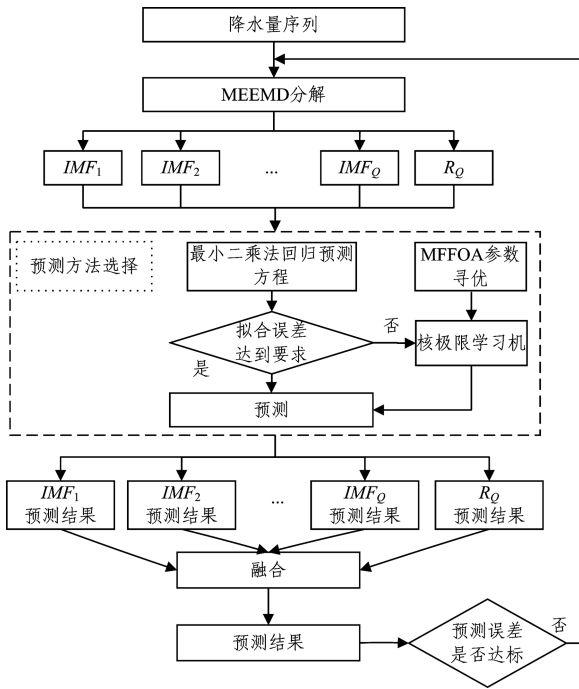 降水量序列
MEEMD分解
IMF1
IMF2
...
IMFQ
RQ
预测方法选择
最小二乘法回归预测
方程
MFFOA参数
寻优
拟合误差
达到要求
否
核极限学习机
是
预测
IMF1
预测结果
IMF2
预测结果
...
IMFQ
预测结果
RQ
预测结果
融合
预测结果
预测误差
是否达标
否